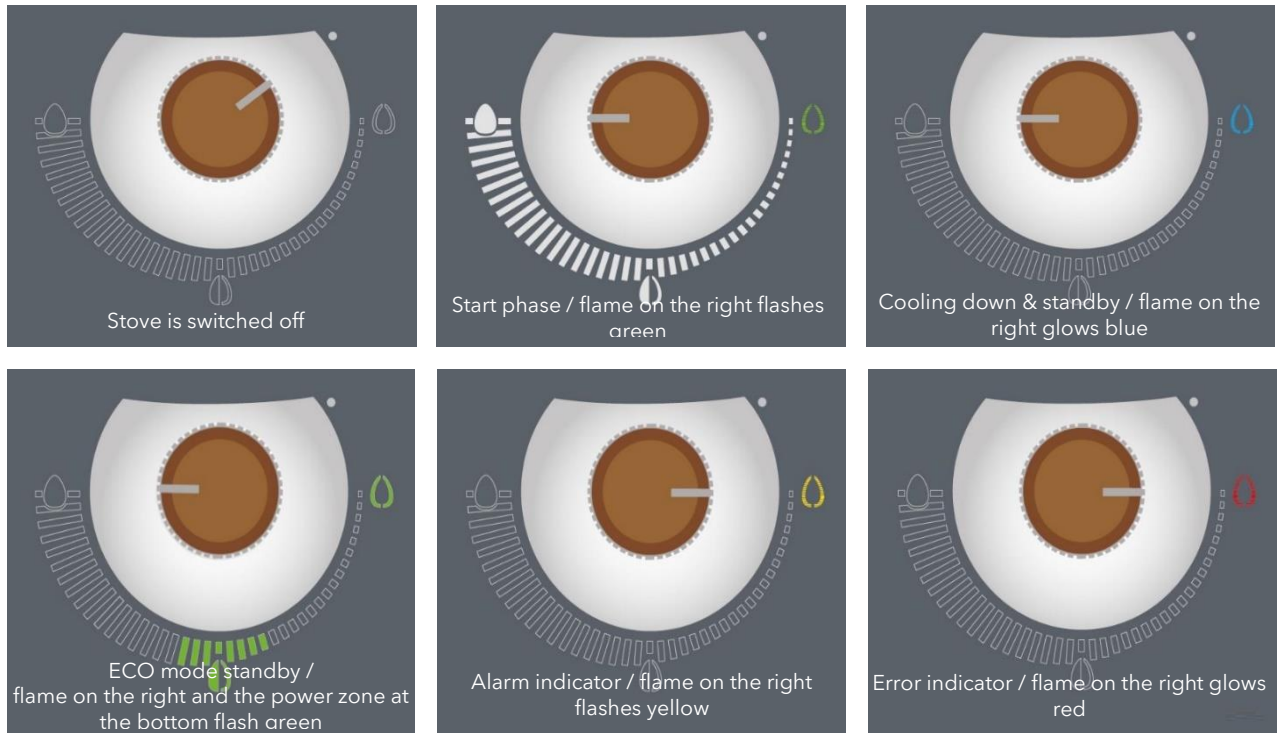 Stove is switched off
Start phase / flame on the right flashes
green
Cooling down & standby / flame on the
right glows blue
ECO mode standby /
flame on the right and the power zone at
the bottom flash green
Alarm indicator / flame on the right
flashes yellow
Error indicator / flame on the right glows
red